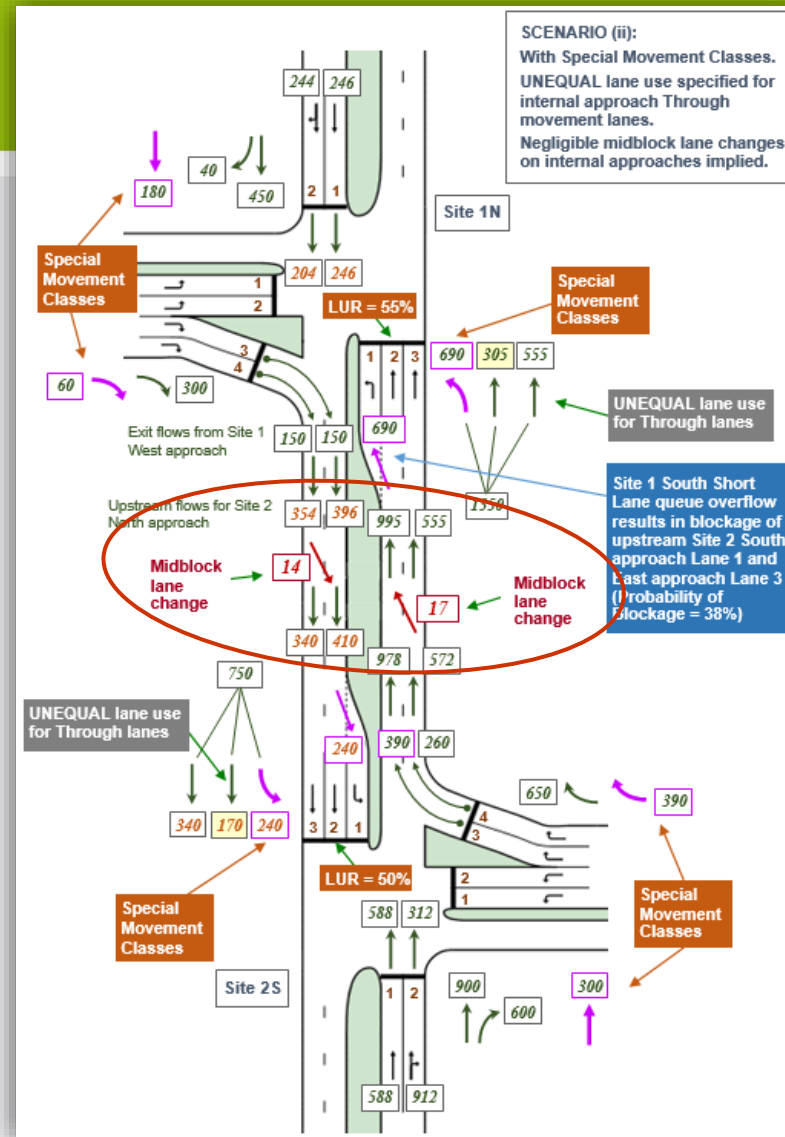 SCENARIO (ii):
With Special Movement Classes.
UNEQUAL lane use specified for
internal approach Through
movement lanes.
Negligible midblock lane changes
on internal approaches implied.
244 246
40
180
450
2 1
Site 1N
204 246
Special
Movement
Classes
1
2
LUR = 55%
Special
Movement
Classes
3
4
1 2 3
690 305 555
60
300
UNEQUAL lane use
for Through lanes
Exit flows from Site 1
West approach
150 150
690
1550
Upstream flows for Site 2
North approach
354 396
995 555
Site 1 South Short
Lane queue overflow
results in blockage of
upstream Site 2 South
approach Lane 1 and
East approach Lane 3
(Probability of
Blockage = 38%)
Midblock
lane
change
14
17
Midblock
lane
change
340 410
978 572
750
UNEQUAL lane use
for Through lanes
240
390 260
650
390
340 170 240
3 2 1
4
3
LUR = 50%
2
1
Special
Movement
Classes
588 312
Special
Movement
Classes
Site 2S
1 2
900
600
300
588 912